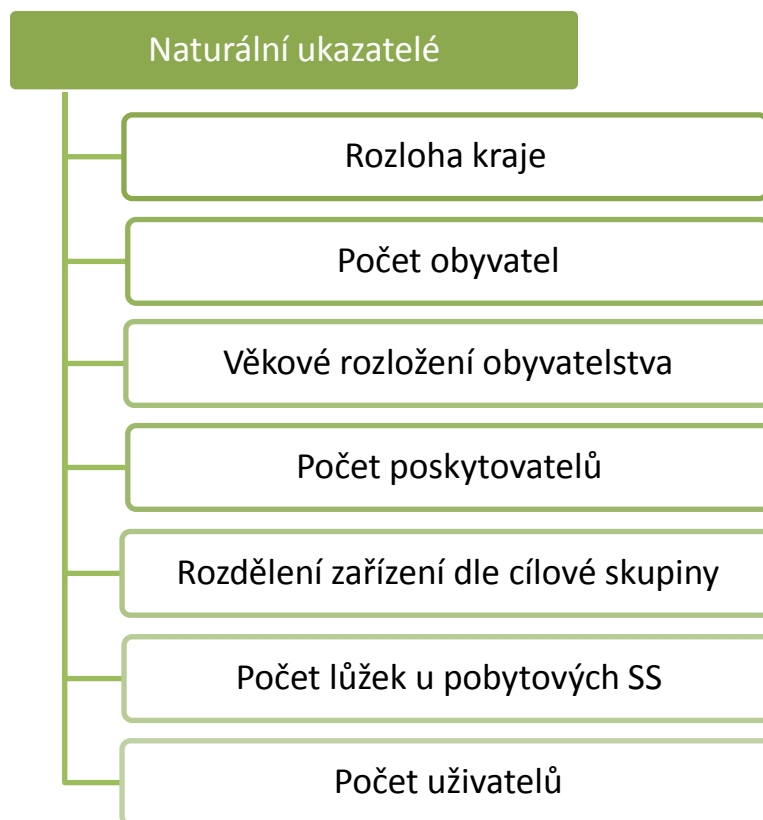 Naturální ukazatelé
Rozloha kraje
Počet obyvatel
Věkové rozložení obyvatelstva
Počet poskytovatelů
Rozdělení zařízení dle cílové skupiny
Počet lůžek u pobytových SS
Počet uživatelů